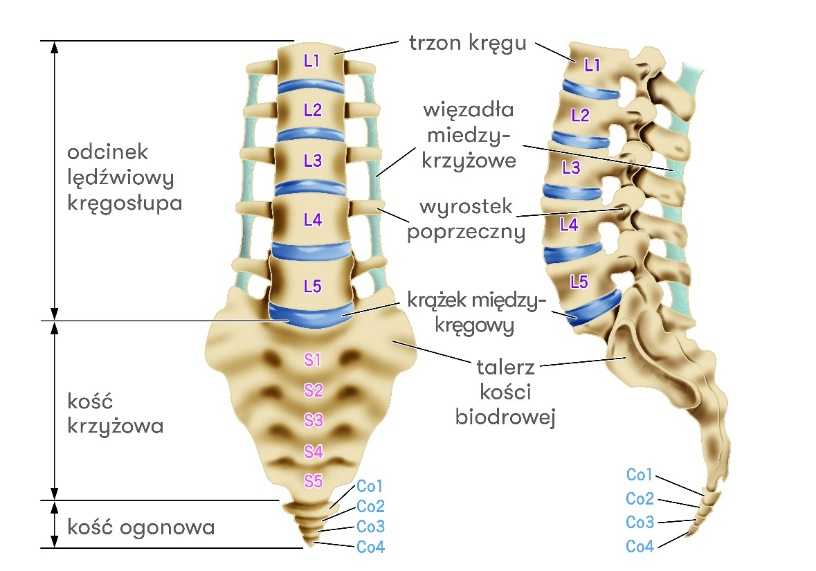 trzon kręgu
L1
L2
L3
L4
L5
S1
S2
S3
S4
S5
Co1
Co2
Co3
Co4
odcinek
lędźwiowy
kręgosłupa
kość
krzyżowa
kość ogonowa
więzadła
miedzy-
krzyżowe
wyrostek
poprzeczny
krążek między-
kręgowy
talerz
kości
biodrowej
L1
L2
L3
L4
L5
Co1
Co2
Co3
Co4